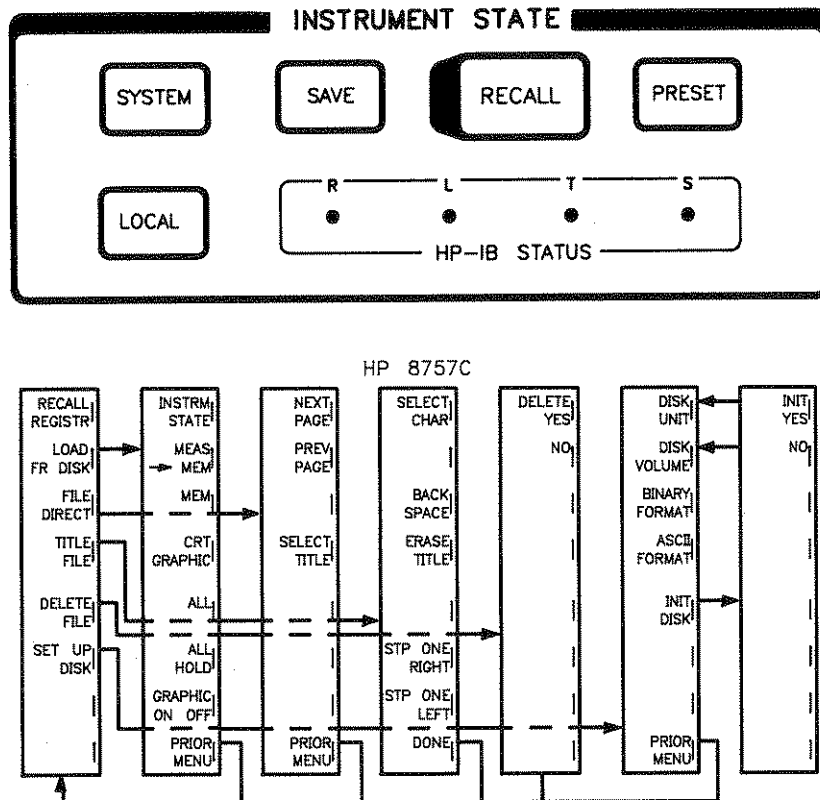 INSTRUMENT STATE
SYSTEM
SAVE
RECALL
PRESET
LOCAL
R
L
T
S
HP-IB STATUS
HP 8757C
RECALL
REGISTR
LOAD
FR DISK
FILE
DIRECT
TITLE
FILE
DELETE
FILE
SET UP
DISK
INSTRM
STATE
MEAS
→ MEM
MEM
CRT
GRAPHIC
ALL
ALL
HOLD
GRAPHIC
ON OFF
PRIOR
MENU
NEXT
PAGE
PREV
PAGE
SELECT
TITLE
PRIOR
MENU
SELECT
CHAR
BACK
SPACE
ERASE
TITLE
STP ONE
RIGHT
STP ONE
LEFT
DONE
DELETE
YES
NO
DISK
UNIT
DISK
VOLUME
BINARY
FORMAT
ASCII
FORMAT
INIT
DISK
PRIOR
MENU
INIT
YES
NO